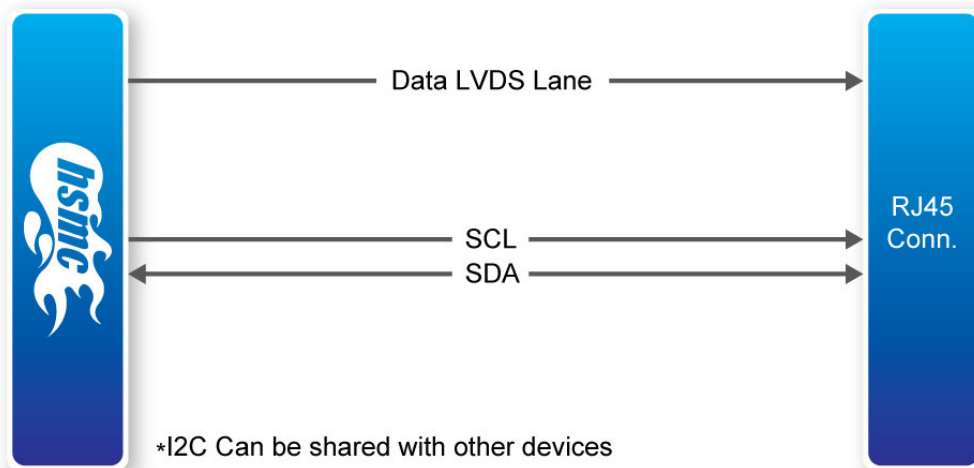 Data LVDS Lane
hsmc
SCL
SDA
RJ45
Conn.
*I2C Can be shared with other devices